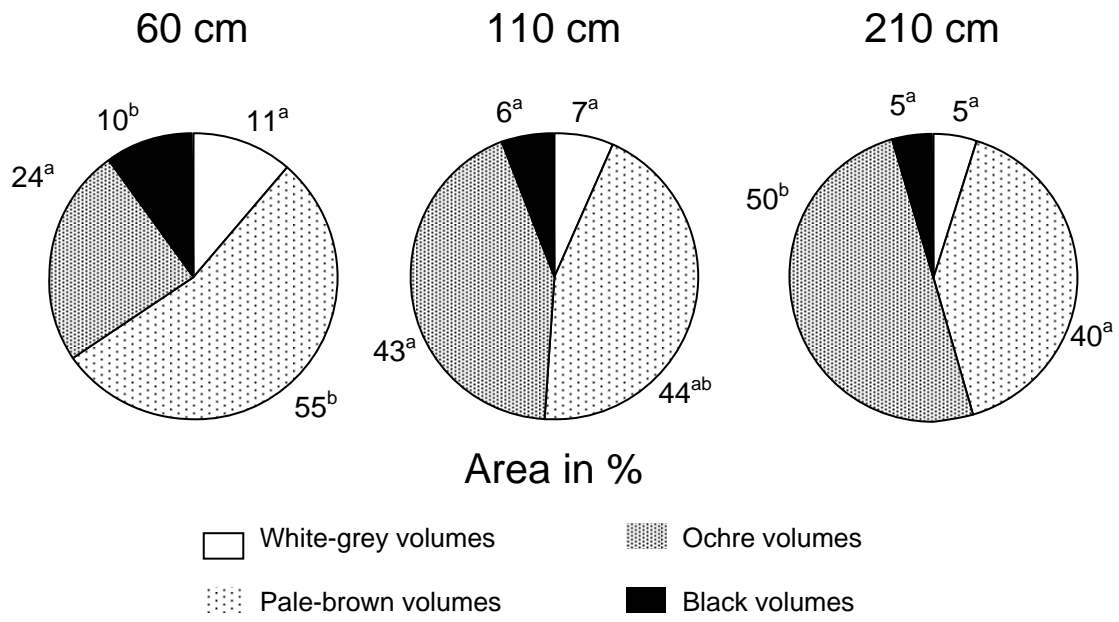 60 cm 110 cm 210 cm
10ᵇ 11ᵃ 6ᵃ 7ᵃ 5ᵃ 5ᵃ
24ᵃ 50ᵇ
43ᵃ 40ᵃ
55ᵇ 44ᵃᵇ
Area in %
White-grey volumes Ochre volumes
Pale-brown volumes Black volumes